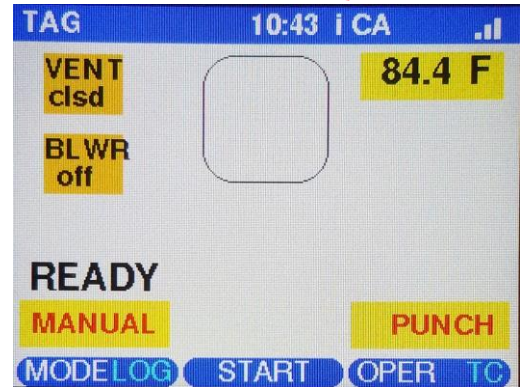 TAG 10:43 i CA
VENT 84.4 F
clsd
BLWR
off
READY
MANUAL PUNCH
MODE LOG START OPER TC